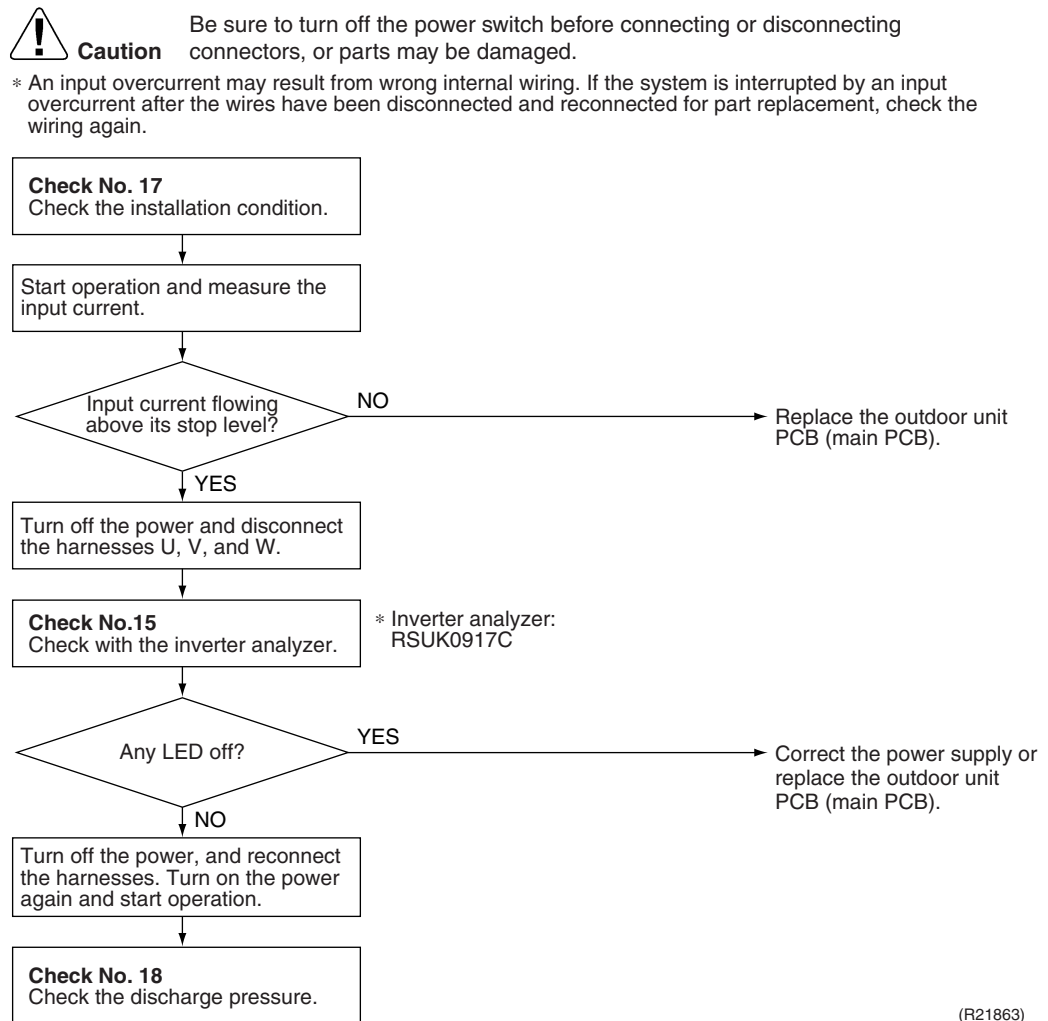 Caution
Be sure to turn off the power switch before connecting or disconnecting
connectors, or parts may be damaged.
* An input overcurrent may result from wrong internal wiring. If the system is interrupted by an input
overcurrent after the wires have been disconnected and reconnected for part replacement, check the
wiring again.
Check No. 17
Check the installation condition.
Start operation and measure the
input current.
Input current flowing
above its stop level?
NO
Replace the outdoor unit
PCB (main PCB).
YES
Turn off the power and disconnect
the harnesses U, V, and W.
Check No.15
Check with the inverter analyzer.
* Inverter analyzer:
RSUK0917C
Any LED off?
YES
Correct the power supply or
replace the outdoor unit
PCB (main PCB).
NO
Turn off the power, and reconnect
the harnesses. Turn on the power
again and start operation.
Check No. 18
Check the discharge pressure.
(R21863)